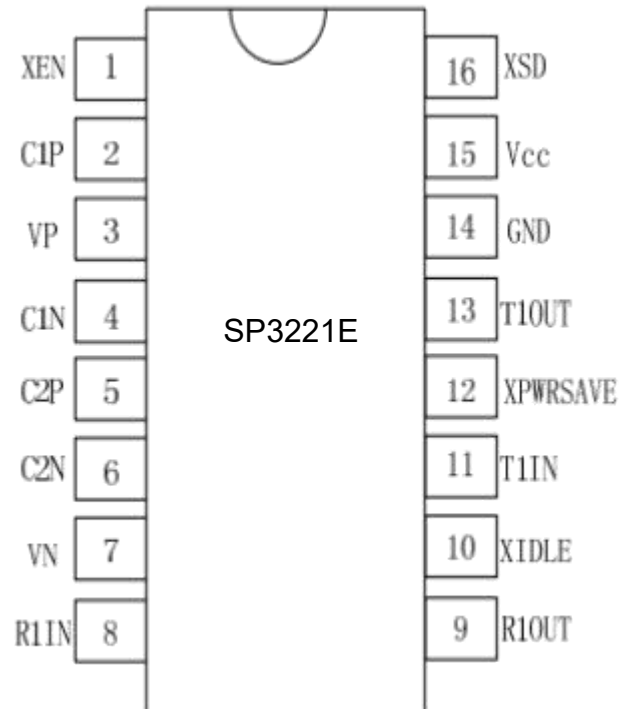 XEN 1 16 XSD
C1P 2 15 Vcc
VP 3 14 GND
C1N 4 13 T1OUT
SP3221E
C2P 5 12 XPWRSAVE
C2N 6 11 T1IN
VN 7 10 XIDLE
R1IN 8 9 R1OUT